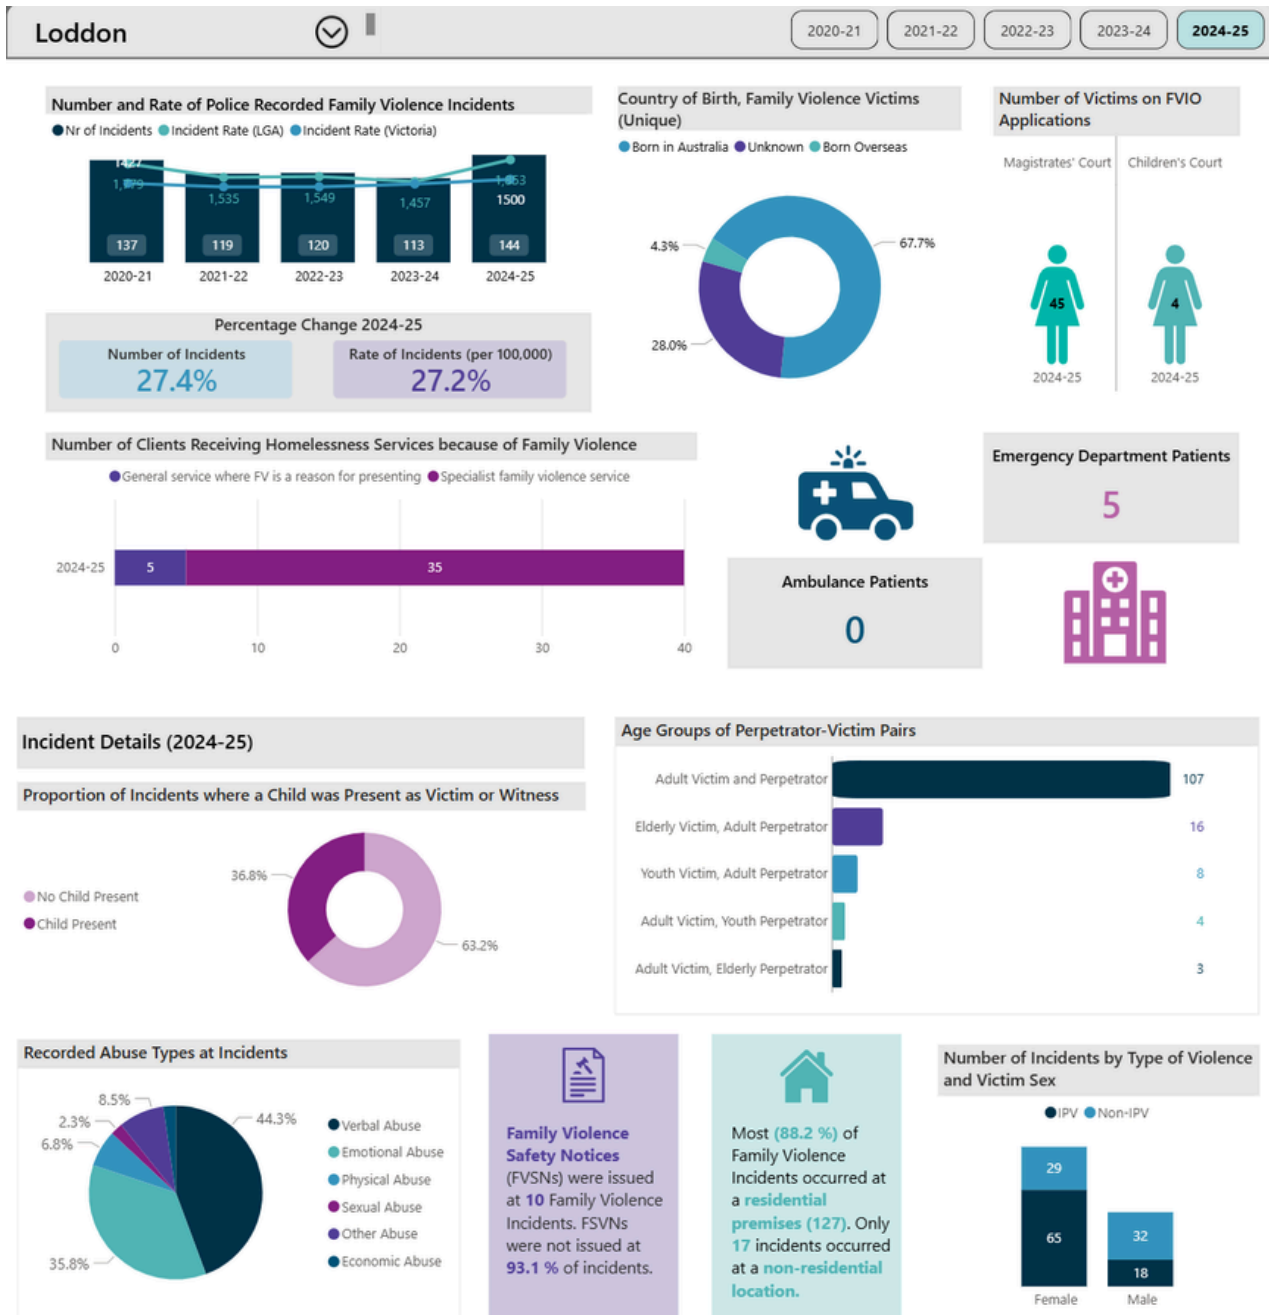 Loddon
2020-21
2021-22
2022-23
2023-24
2024-25
Number and Rate of Police Recorded Family Violence Incidents
Nr of Incidents Incident Rate (LGA) Incident Rate (Victoria)
1427
1,535
1,549
1,457
1500
137
119
120
113
144
2020-21
2021-22
2022-23
2023-24
2024-25
Percentage Change 2024-25
Number of Incidents
27.4%
Rate of Incidents (per 100,000)
27.2%
Country of Birth, Family Violence Victims
(Unique)
Born in Australia Unknown Born Overseas
4.3%
67.7%
28.0%
Number of Victims on FVIO
Applications
Magistrates' Court
Children's Court
45
4
2024-25
2024-25
Number of Clients Receiving Homelessness Services because of Family Violence
General service where FV is a reason for presenting Specialist family violence service
2024-25
5
35
0
10
20
30
40
Ambulance Patients
0
Emergency Department Patients
5
Incident Details (2024-25)
Proportion of Incidents where a Child was Present as Victim or Witness
No Child Present
Child Present
36.8%
63.2%
Age Groups of Perpetrator-Victim Pairs
Adult Victim and Perpetrator 107
Elderly Victim, Adult Perpetrator 16
Youth Victim, Adult Perpetrator 8
Adult Victim, Youth Perpetrator 4
Adult Victim, Elderly Perpetrator 3
Recorded Abuse Types at Incidents
8.5%
2.3%
6.8%
35.8%
44.3%
Verbal Abuse
Emotional Abuse
Physical Abuse
Sexual Abuse
Other Abuse
Economic Abuse
Family Violence
Safety Notices
(FVSNs) were issued
at 10 Family Violence
Incidents. FSVNs
were not issued at
93.1 % of incidents.
Most (88.2 %) of
Family Violence
Incidents occurred at
a residential
premises (127). Only
17 incidents occurred
at a non-residential
location.
Number of Incidents by Type of Violence
and Victim Sex
IPV Non-IPV
29
65
32
18
Female
Male